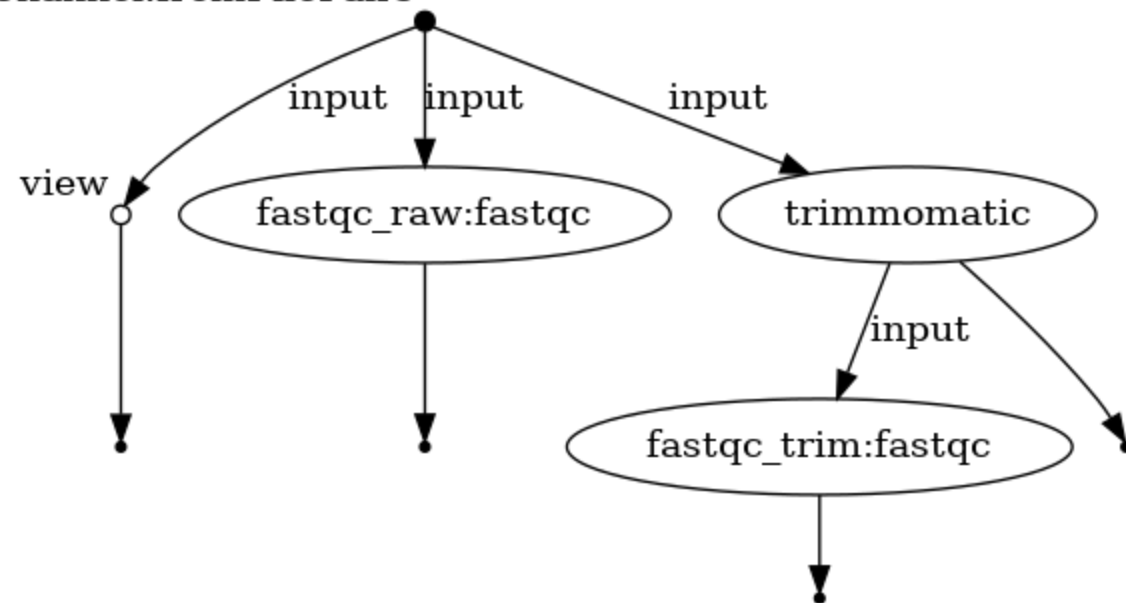 input
input
input
view
fastqc_raw:fastqc
trimmomatic
input
fastqc_trim:fastqc